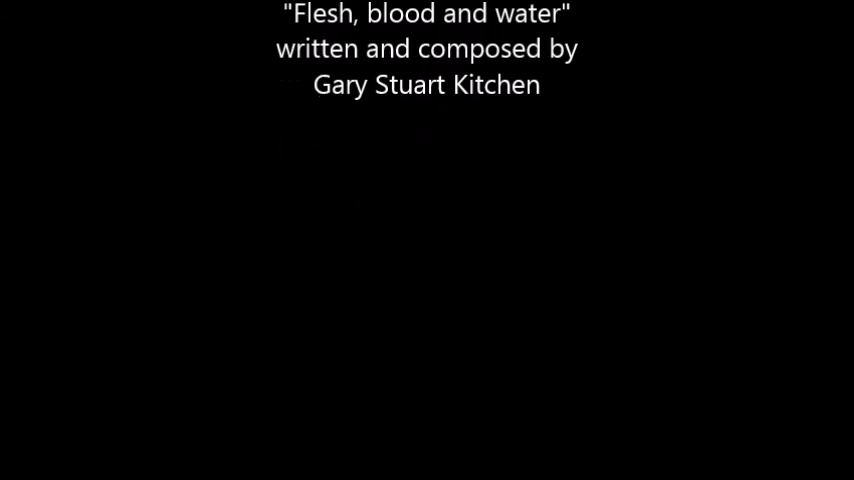 "Flesh, blood and water"
written and composed by
Gary Stuart Kitchen